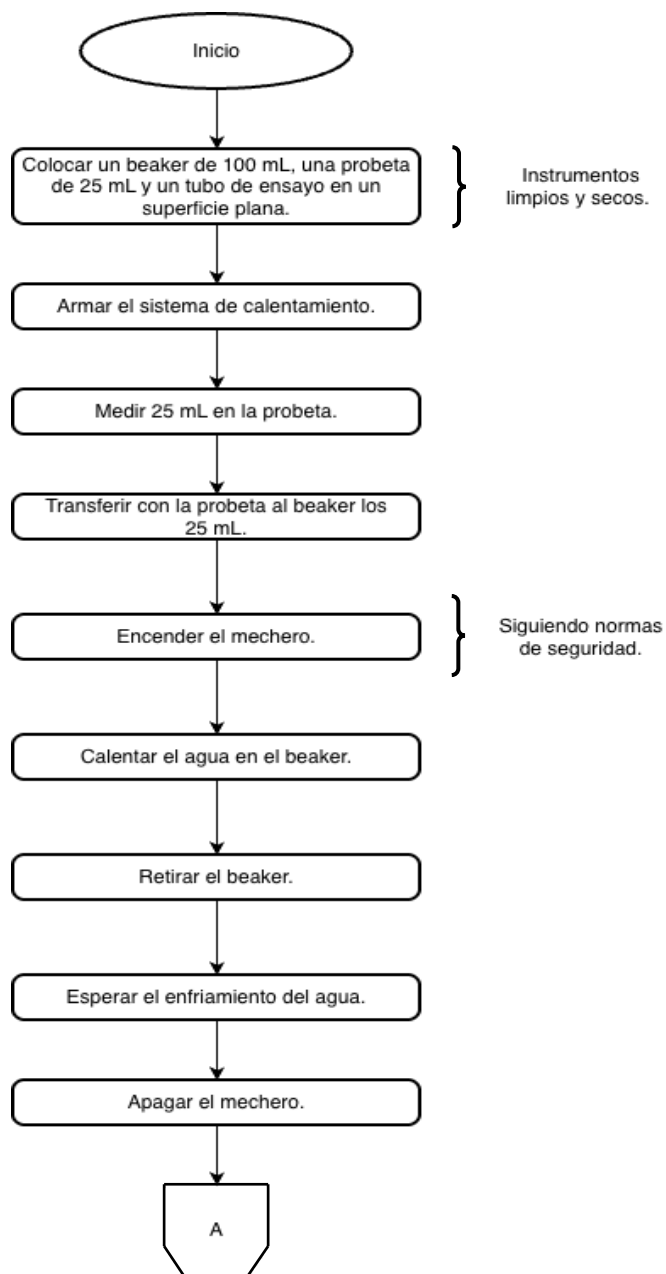 Inicio
Colocar un beaker de 100 mL, una probeta
de 25 mL y un tubo de ensayo en un
superficie plana.
Instrumentos
limpios y secos.
Armar el sistema de calentamiento.
Medir 25 mL en la probeta.
Transferir con la probeta al beaker los
25 mL.
Encender el mechero.
Siguiendo normas
de seguridad.
Calentar el agua en el beaker.
Retirar el beaker.
Esperar el enfriamiento del agua.
Apagar el mechero.
A